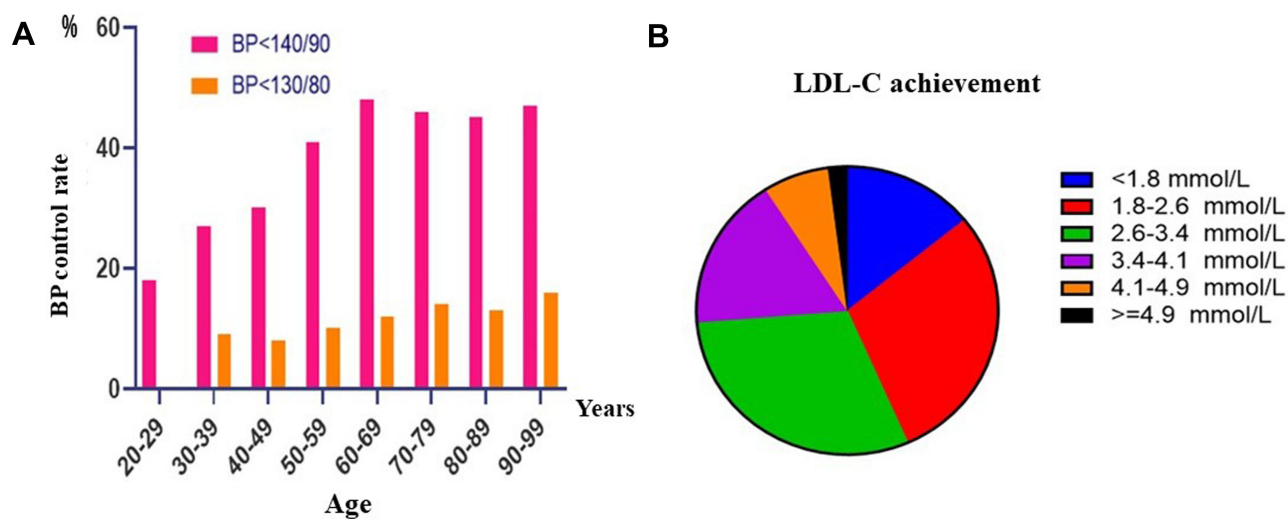 A
%
60
40
20
0
BP<140/90
BP<130/80
BP control rate
20-29
30-39
40-49
50-59
60-69
70-79
80-89
90-99
Years
Age
B
LDL-C achievement
<1.8 mmol/L
1.8-2.6 mmol/L
2.6-3.4 mmol/L
3.4-4.1 mmol/L
4.1-4.9 mmol/L
>=4.9 mmol/L